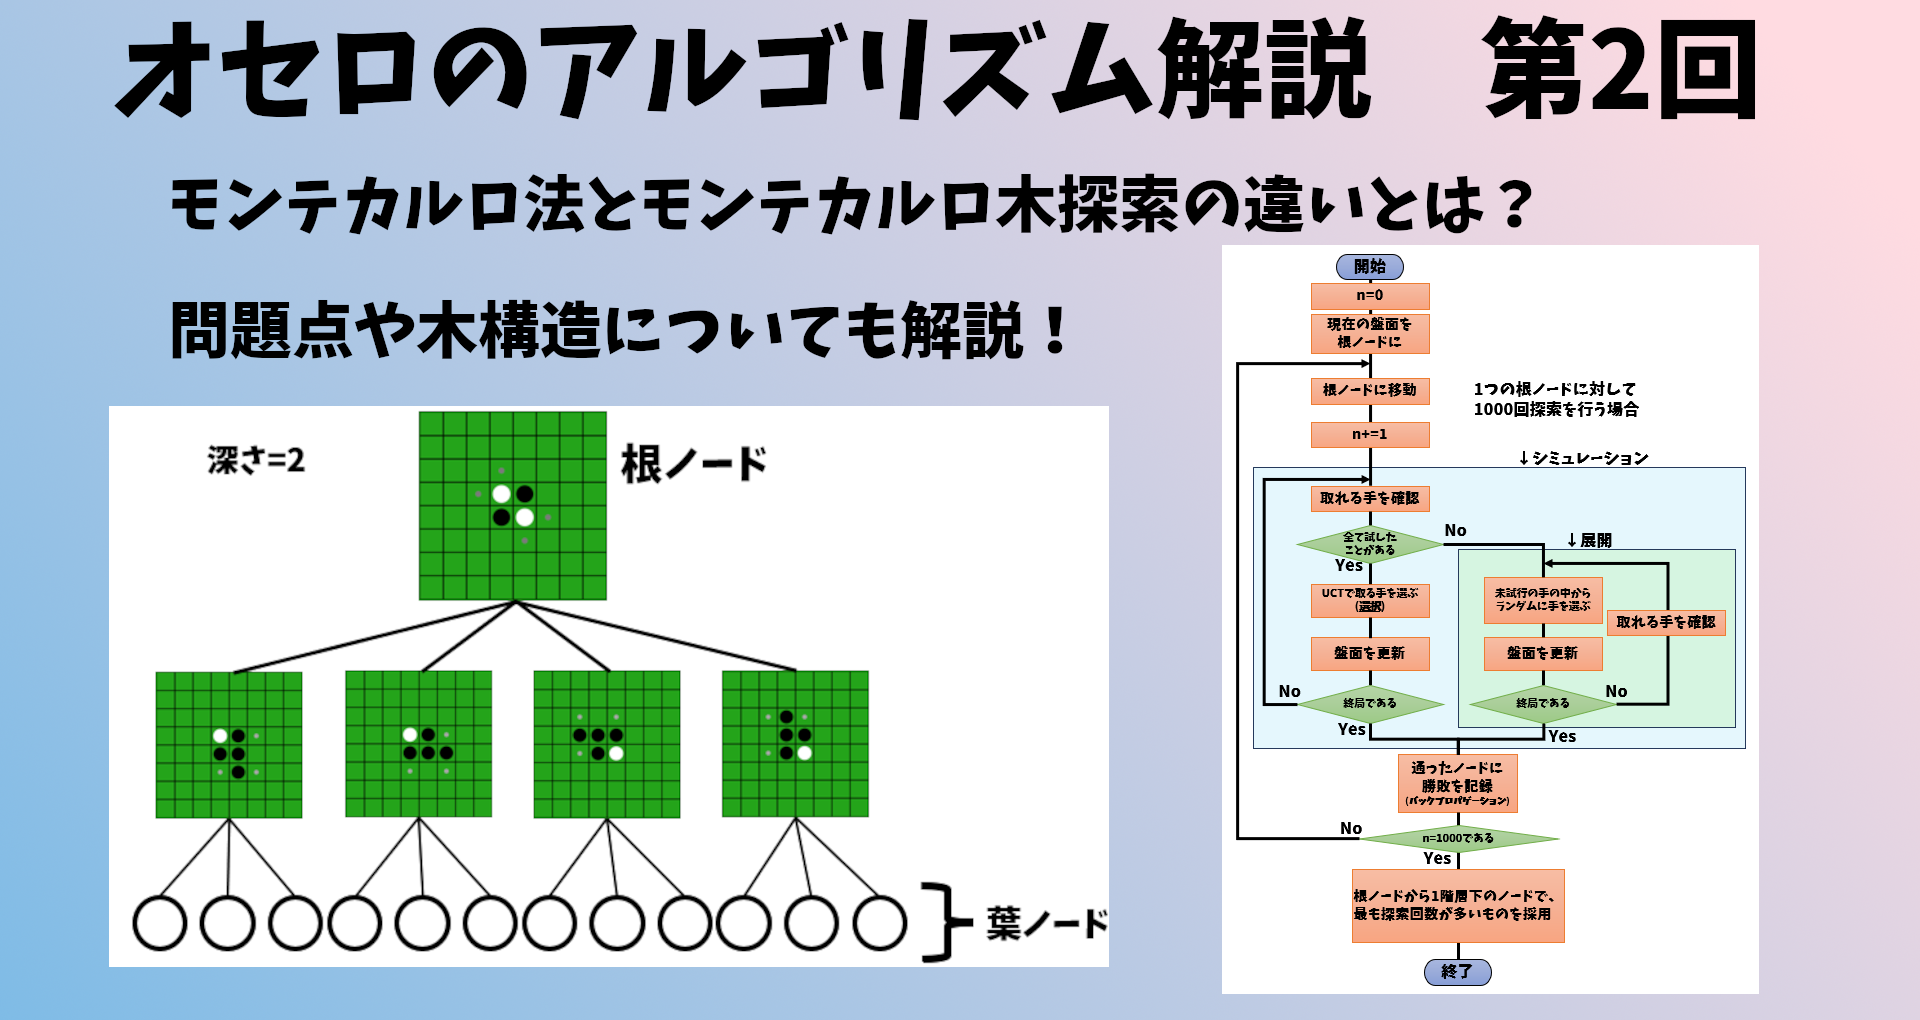 オセロのアルゴリズム解説　第2回
モンテカルロ法とモンテカルロ木探索の違いとは？
問題点や木構造についても解説！
深さ=2
根ノード
葉ノード
開始
n=0
現在の盤面を
根ノードに
根ノードに移動
n+=1
1つの根ノードに対して
1000回探索を行う場合
↓シミュレーション
取れる手を確認
全て試した
ことがある
No
Yes
UCTで取る手を選ぶ
(選択)
盤面を更新
終局である
No
Yes
↓展開
未試行の手の中から
ランダムに手を選ぶ
取れる手を確認
盤面を更新
終局である
No
Yes
通ったノードに
勝敗を記録
(バックプロパゲーション)
n=1000である
No
Yes
根ノードから1階層下のノードで、
最も探索回数が多いものを採用
終了